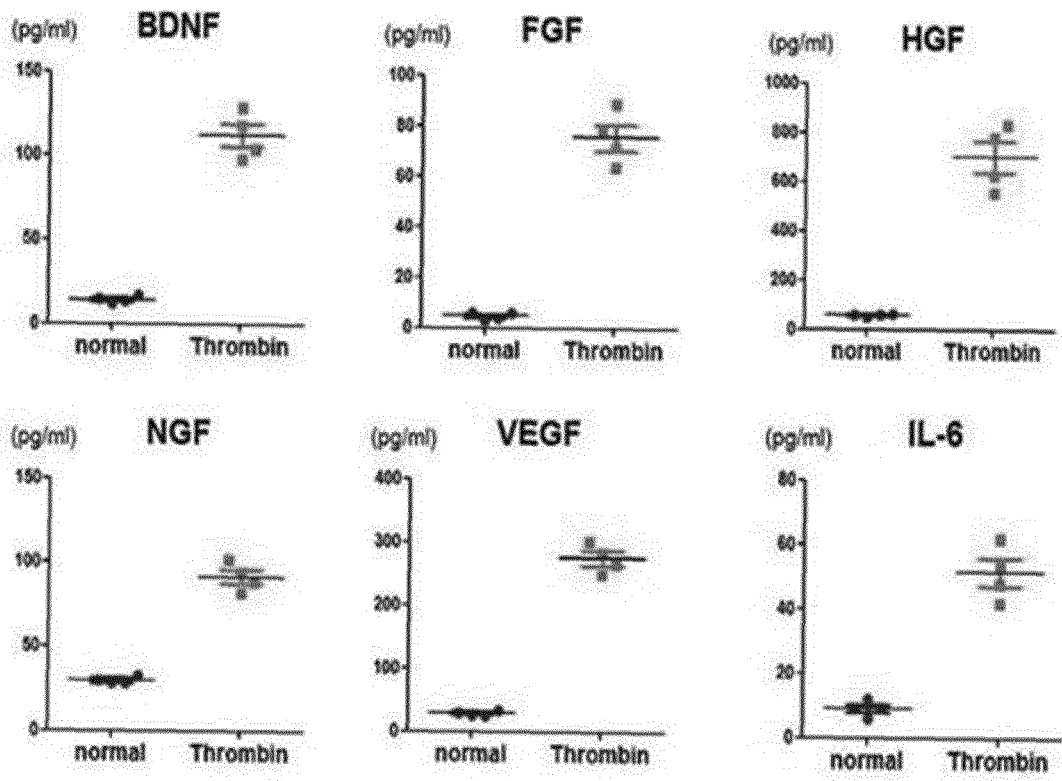 (pg/ml) BDNF
150
100
50
0
normal Thrombin
(pg/ml) FGF
100
80
60
40
20
0
normal Thrombin
(pg/ml) HGF
1000
800
600
400
200
0
normal Thrombin
(pg/ml) NGF
150
100
50
0
normal Thrombin
(pg/ml) VEGF
400
300
200
100
0
normal Thrombin
(pg/ml) IL-6
80
60
40
20
0
normal Thrombin